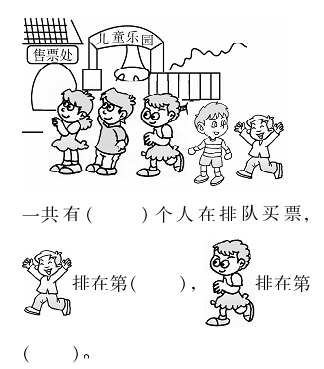 儿童乐园
售票处
一共有(　　)个人在排队买票,
排在第(　　), 排在第
(　　)。